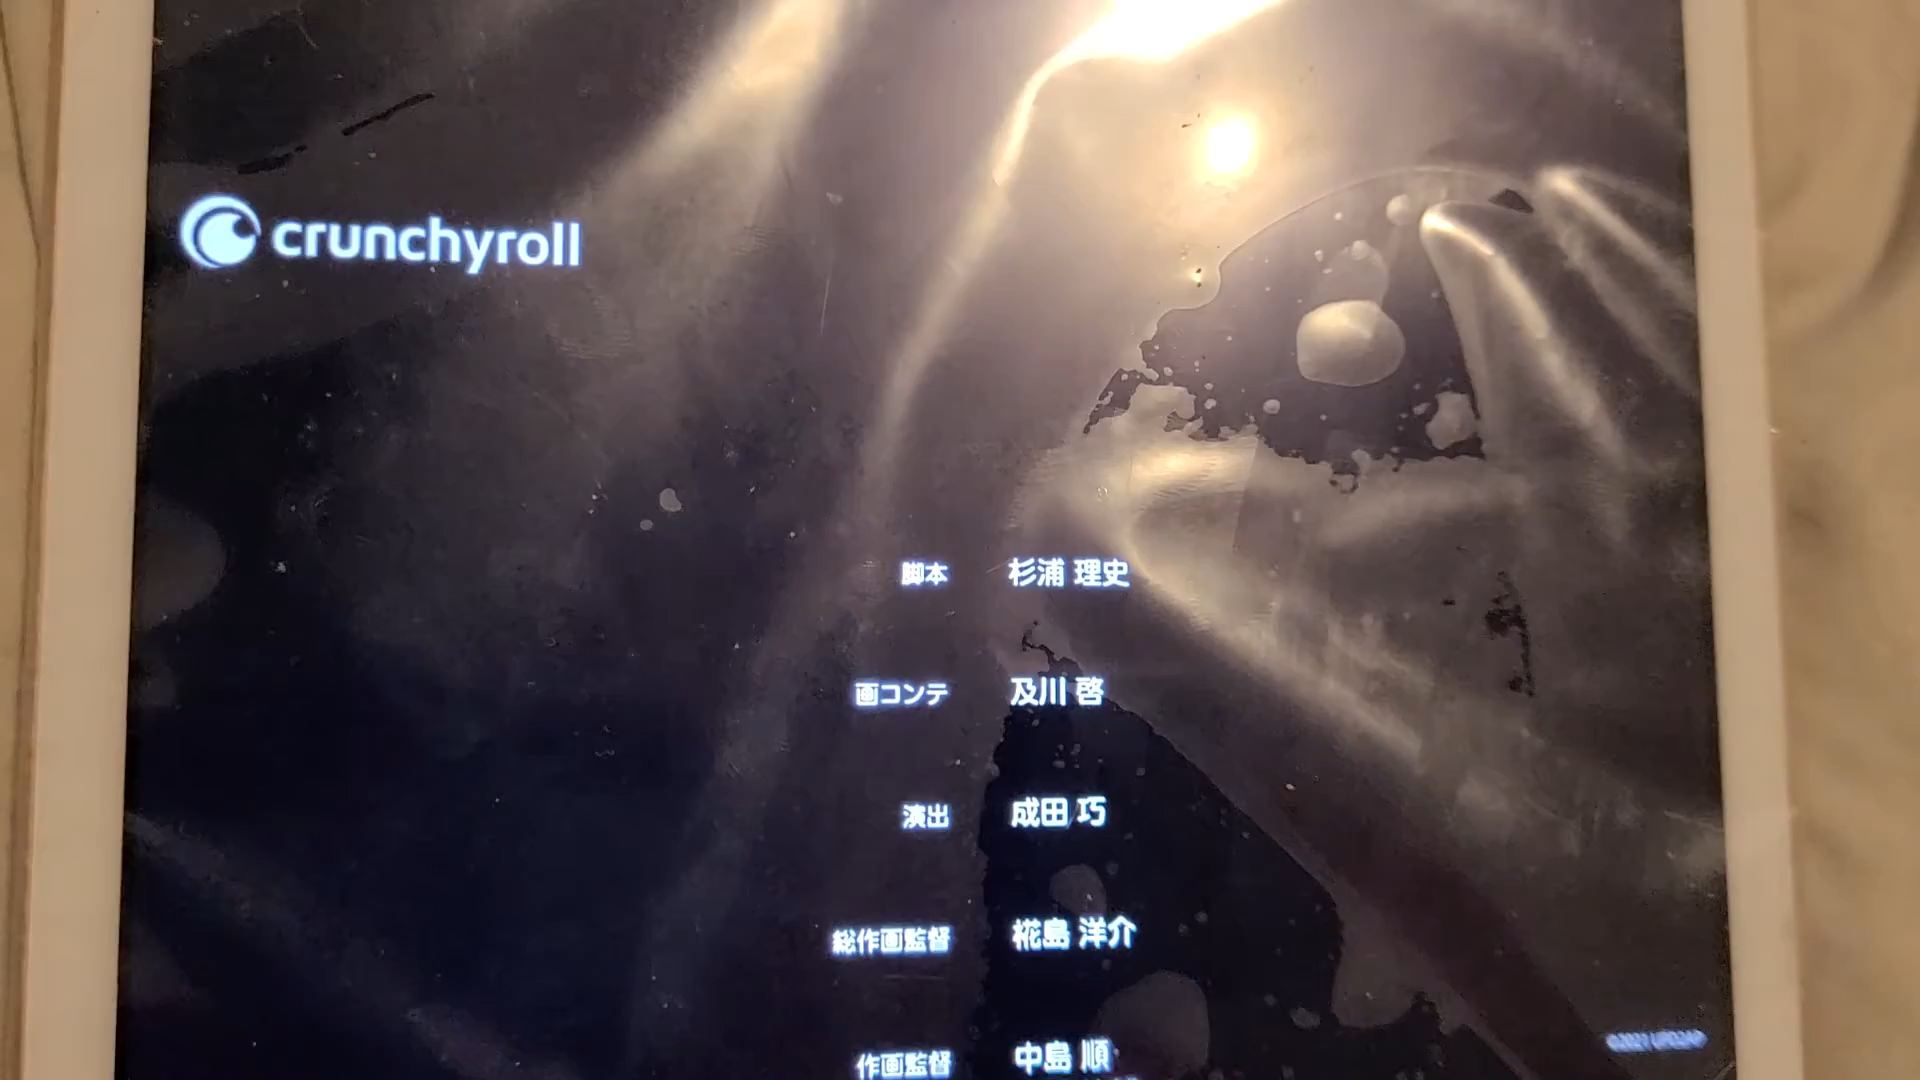 crunchyroll
脚本 杉浦 理史
画コンテ 及川 啓
演出 成田 巧
総作画監督 椛島 洋介
作画監督 中島 順